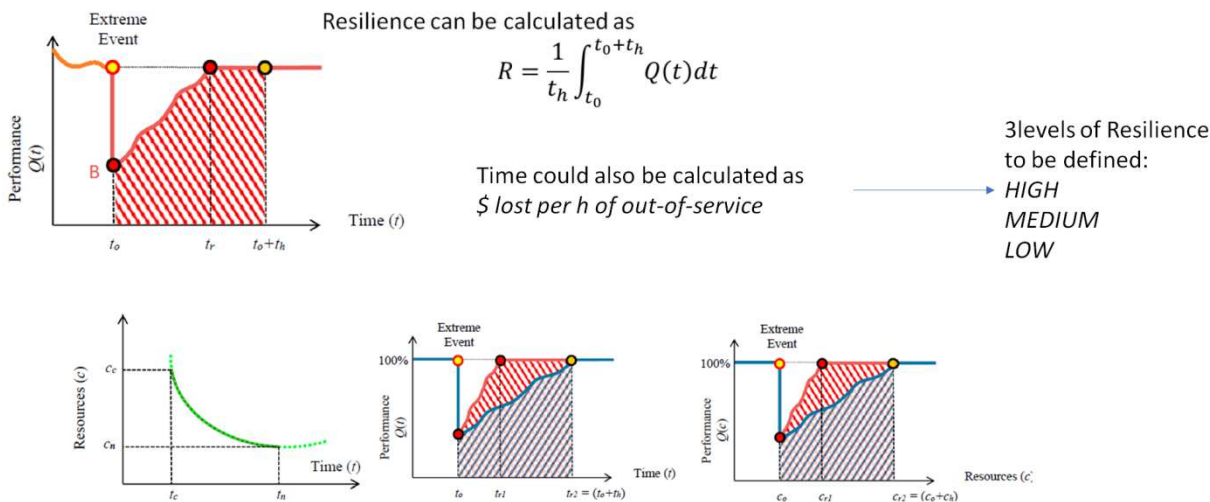 Resilience can be calculated as
R = 1/t_h ∫_{t_0}^{t_0+t_h} Q(t)dt
Extreme
Event
Performance
Q(t)
B
Time (t)
t_o
t_r
t_o+t_h
Time could also be calculated as
$ lost per h of out-of-service
3levels of Resilience
to be defined:
HIGH
MEDIUM
LOW
Resources (c)
c_c
c_n
Time (t)
t_c
t_n
Extreme
Event
100%
Performance
Q(t)
Time (t)
t_o
t_r1
t_r2 = (t_o+t_h)
Extreme
Event
100%
Performance
Q(c)
Resources (c)
c_o
c_r1
c_r2 = (c_o+c_h)